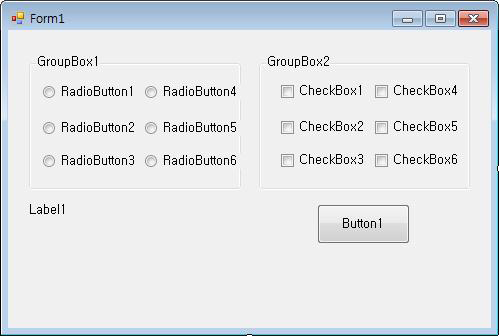 Form1
GroupBox1
RadioButton1 RadioButton4
RadioButton2 RadioButton5
RadioButton3 RadioButton6
GroupBox2
CheckBox1 CheckBox4
CheckBox2 CheckBox5
CheckBox3 CheckBox6
Label1
Button1